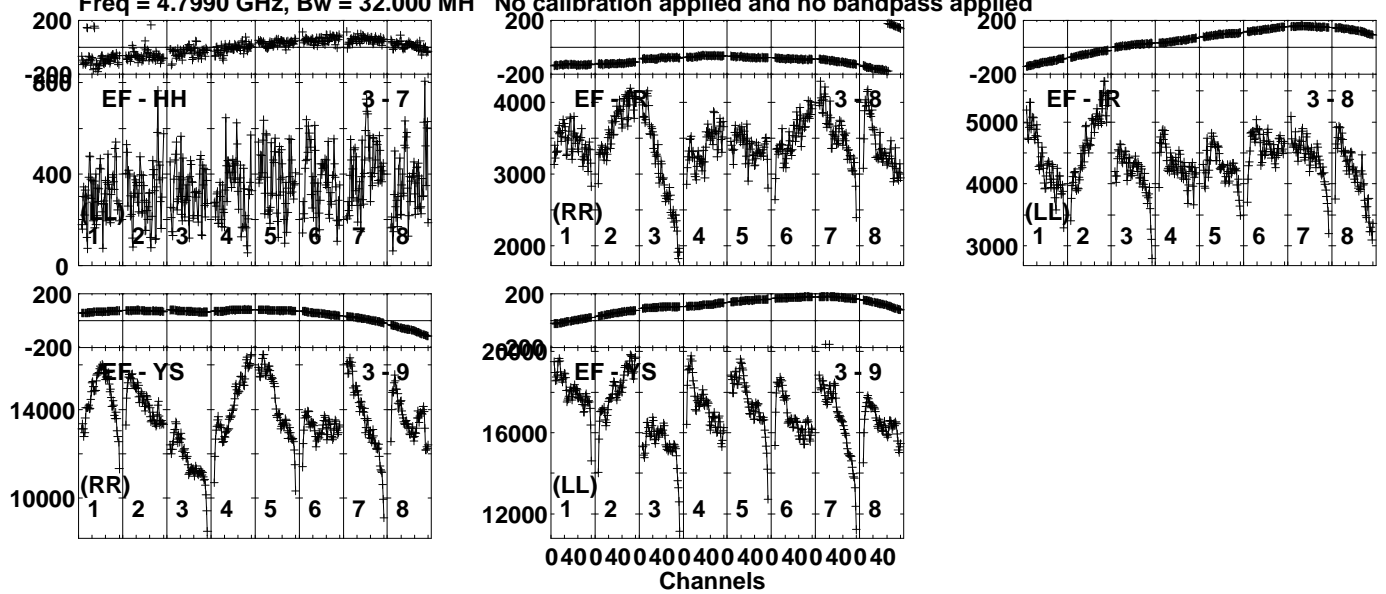 Freq = 4.7990 GHz, Bw = 32.000 MH No calibration applied and no bandpass applied
200
-200
600
400
0
EF - HH 3 - 7
(LL)
1 2 3 4 5 6 7 8
200
-200
4000
3000
2000
EF - IR 3 - 8
(RR)
1 2 3 4 5 6 7 8
200
-200
5000
4000
3000
EF - IR 3 - 8
(LL)
1 2 3 4 5 6 7 8
200
-200
14000
10000
EF - YS 3 - 9
(RR)
1 2 3 4 5 6 7 8
200
-200
20000
16000
12000
EF - YS 3 - 9
(LL)
1 2 3 4 5 6 7 8
0 40 0 40 0 40 0 40 0 40 0 40 0 40 0 40
Channels